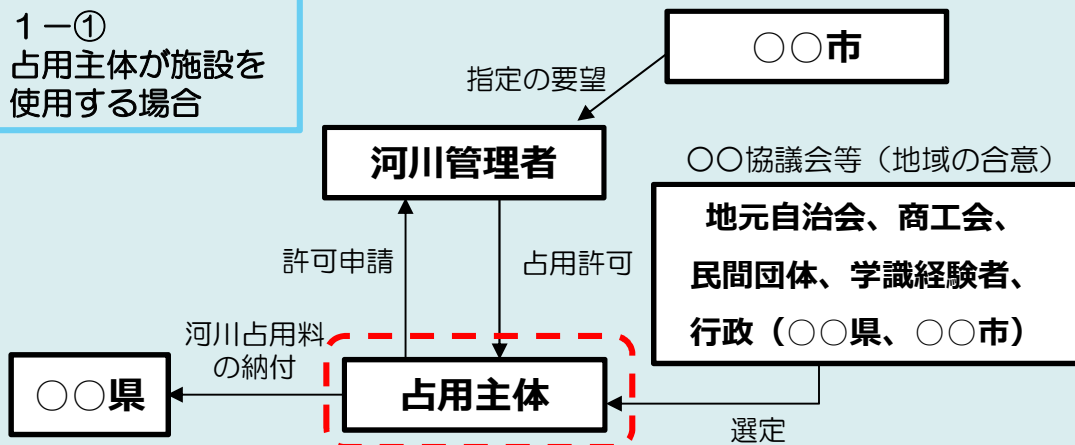 １－①
占用主体が施設を
使用する場合
○○市
指定の要望
河川管理者
〇〇協議会等（地域の合意）
地元自治会、商工会、
民間団体、学識経験者、
行政（○○県、○○市）
許可申請
占用許可
河川占用料
の納付
○○県
占用主体
選定